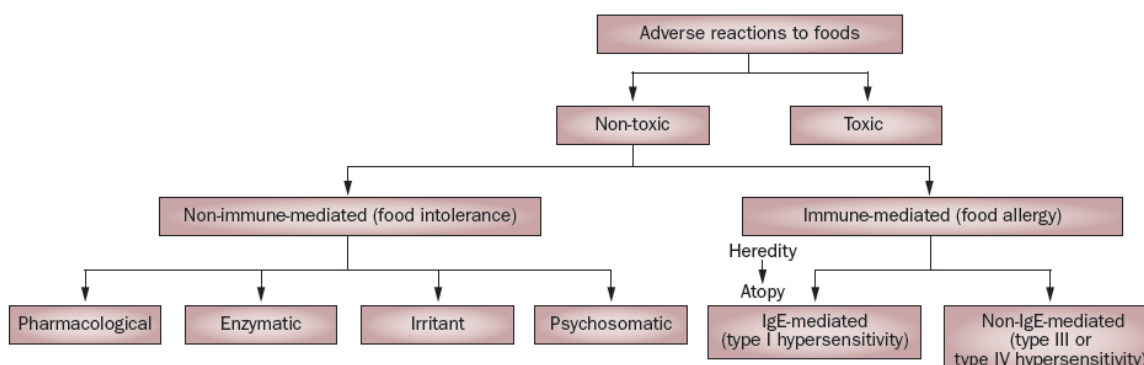 Adverse reactions to foods
Non-toxic
Toxic
Non-immune-mediated (food intolerance)
Immune-mediated (food allergy)
Heredity
Atopy
Pharmacological
Enzymatic
Irritant
Psychosomatic
IgE-mediated
(type I hypersensitivity)
Non-IgE-mediated
(type III or
type IV hypersensitivity)